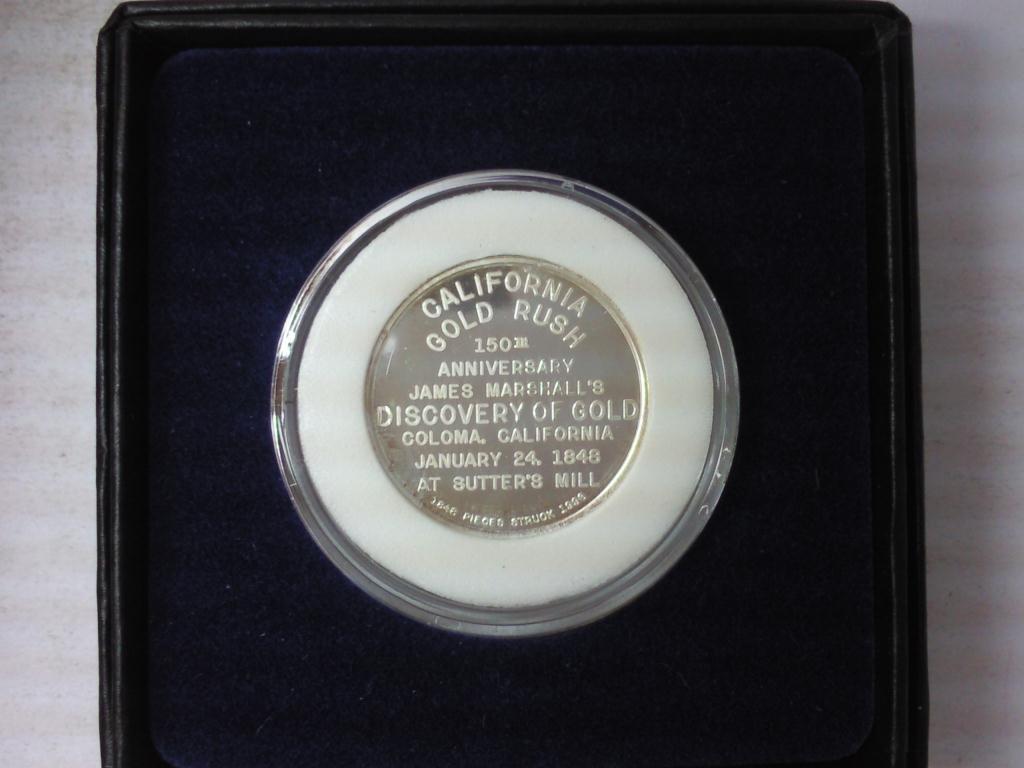 CALIFORNIA
GOLD RUSH
150TH
ANNIVERSARY
JAMES MARSHALL'S
DISCOVERY OF GOLD
COLOMA, CALIFORNIA
JANUARY 24, 1848
AT SUTTER'S MILL
1848 PIECES STRUCK